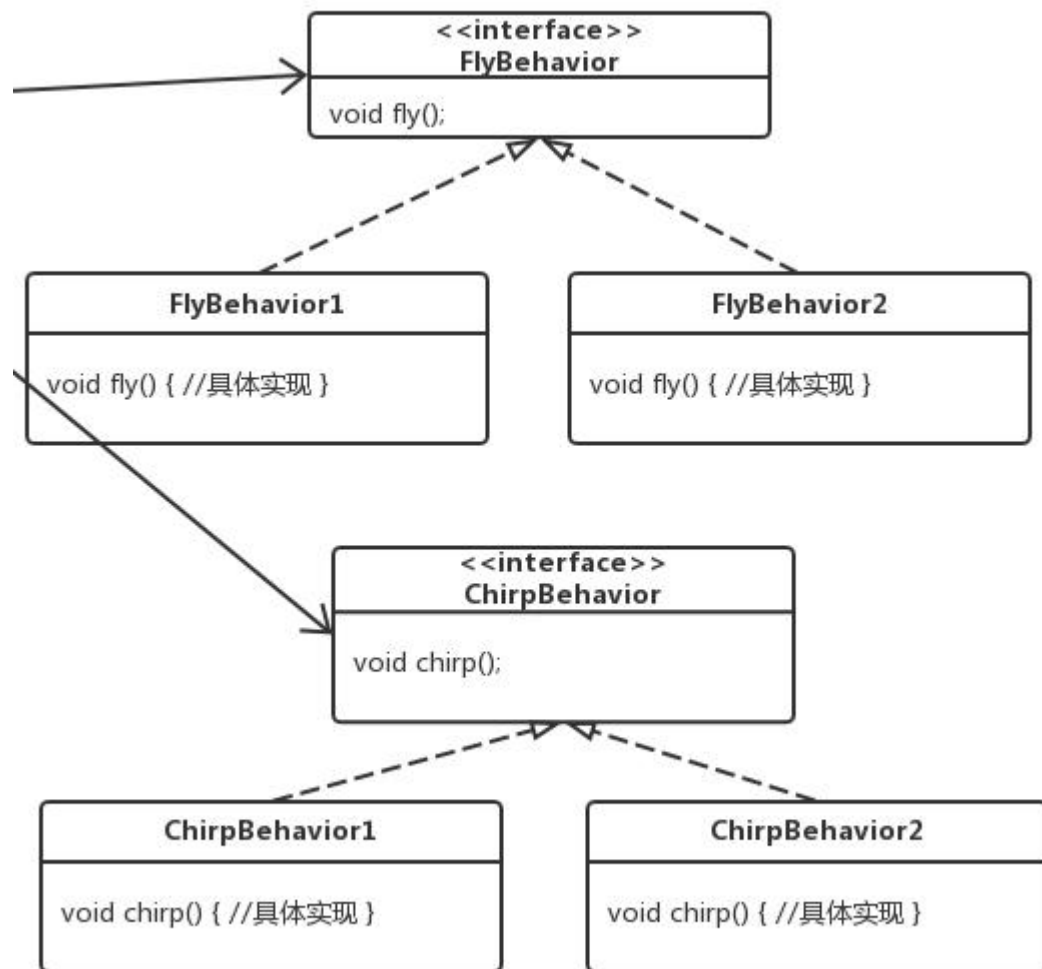 <<interface>>
FlyBehavior
void fly();
FlyBehavior1
void fly() { //具体实现 }
FlyBehavior2
void fly() { //具体实现 }
<<interface>>
ChirpBehavior
void chirp();
ChirpBehavior1
void chirp() { //具体实现 }
ChirpBehavior2
void chirp() { //具体实现 }